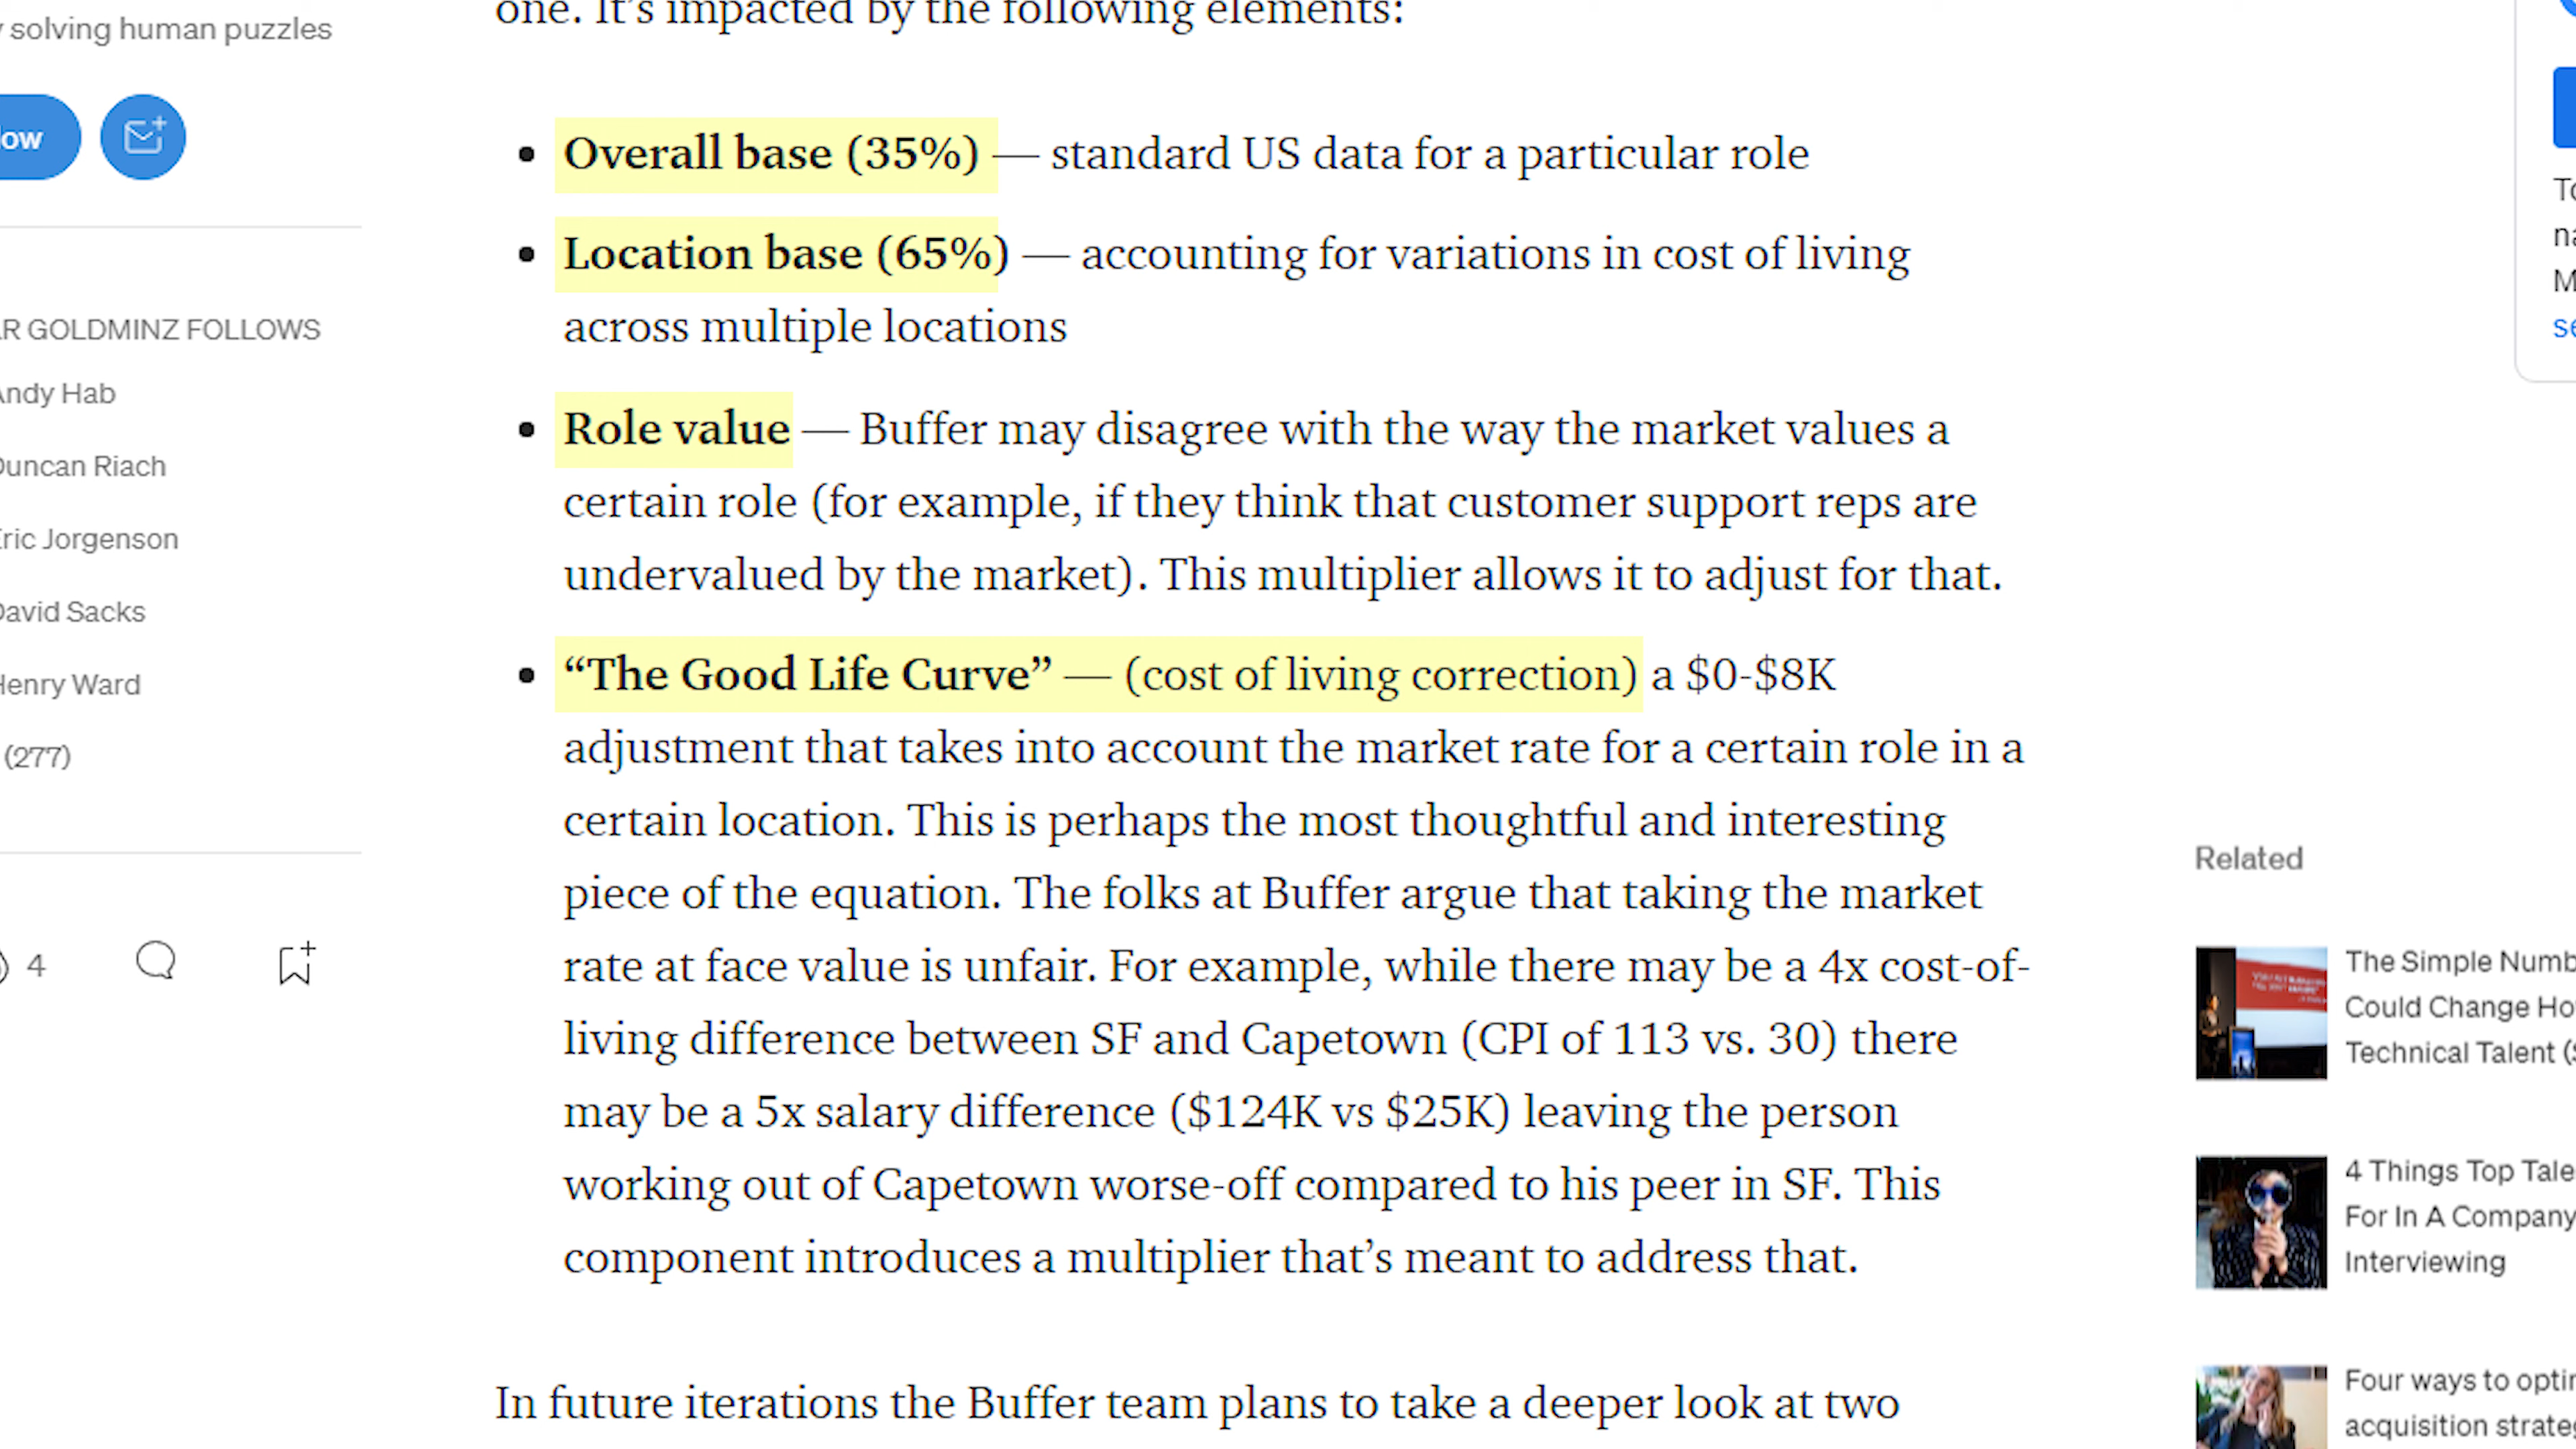 one. It's impacted by the following elements:
solving human puzzles
ow
• Overall base (35%) — standard US data for a particular role
• Location base (65%) — accounting for variations in cost of living
across multiple locations
• Role value — Buffer may disagree with the way the market values a
certain role (for example, if they think that customer support reps are
undervalued by the market). This multiplier allows it to adjust for that.
• “The Good Life Curve” — (cost of living correction) a $0-$8K
adjustment that takes into account the market rate for a certain role in a
certain location. This is perhaps the most thoughtful and interesting
piece of the equation. The folks at Buffer argue that taking the market
rate at face value is unfair. For example, while there may be a 4x cost-of-
living difference between SF and Capetown (CPI of 113 vs. 30) there
may be a 5x salary difference ($124K vs $25K) leaving the person
working out of Capetown worse-off compared to his peer in SF. This
component introduces a multiplier that’s meant to address that.
In future iterations the Buffer team plans to take a deeper look at two
R GOLDMINZ FOLLOWS
Andy Hab
Duncan Riach
Eric Jorgenson
David Sacks
Henry Ward
(277)
4
To
na
M
se
Related
The Simple Numb
Could Change Ho
Technical Talent (
4 Things Top Tale
For In A Company
Interviewing
Four ways to optim
acquisition strate